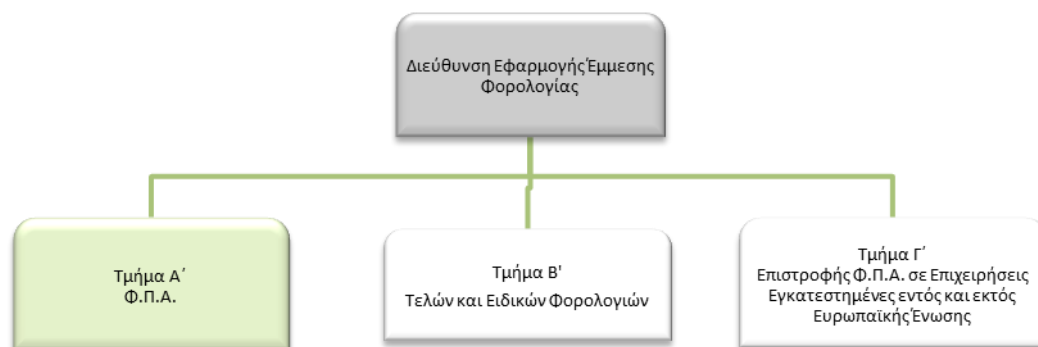 Διεύθυνση Εφαρμογής Έμμεσης
Φορολογίας
Τμήμα Α΄
Φ.Π.Α.
Τμήμα Β'
Τελών και Ειδικών Φορολογιών
Τμήμα Γ΄
Επιστροφής Φ.Π.Α. σε Επιχειρήσεις
Εγκατεστημένες εντός και εκτός
Ευρωπαϊκής Ένωσης